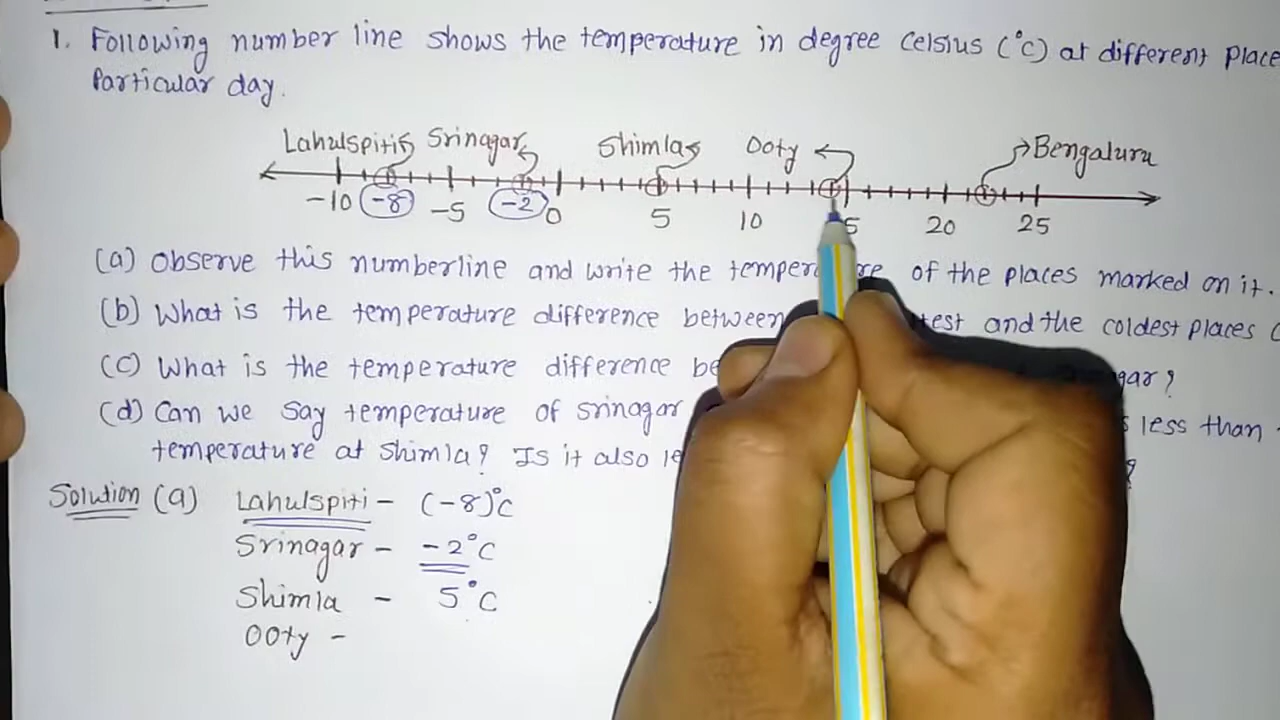 1. Following number line shows the temperature in degree celsius (°C) at different Place
Particular day.
Lahulspiti Srinagar Shimla Ooty Bengaluru
-10 -8 -5 -2 0 5 10 5 20 25
(a) Observe this numberline and write the temper re of the places marked on it.
(b) What is the temperature difference between test and the coldest places
(c) What is the temperature difference be gar?
(d) Can we say temperature of srinagar less than
temperature at Shimla? Is it also le ?
Solution (a) Lahulspiti - (-8)°C
Srinagar - -2°C
Shimla - 5°C
Ooty -